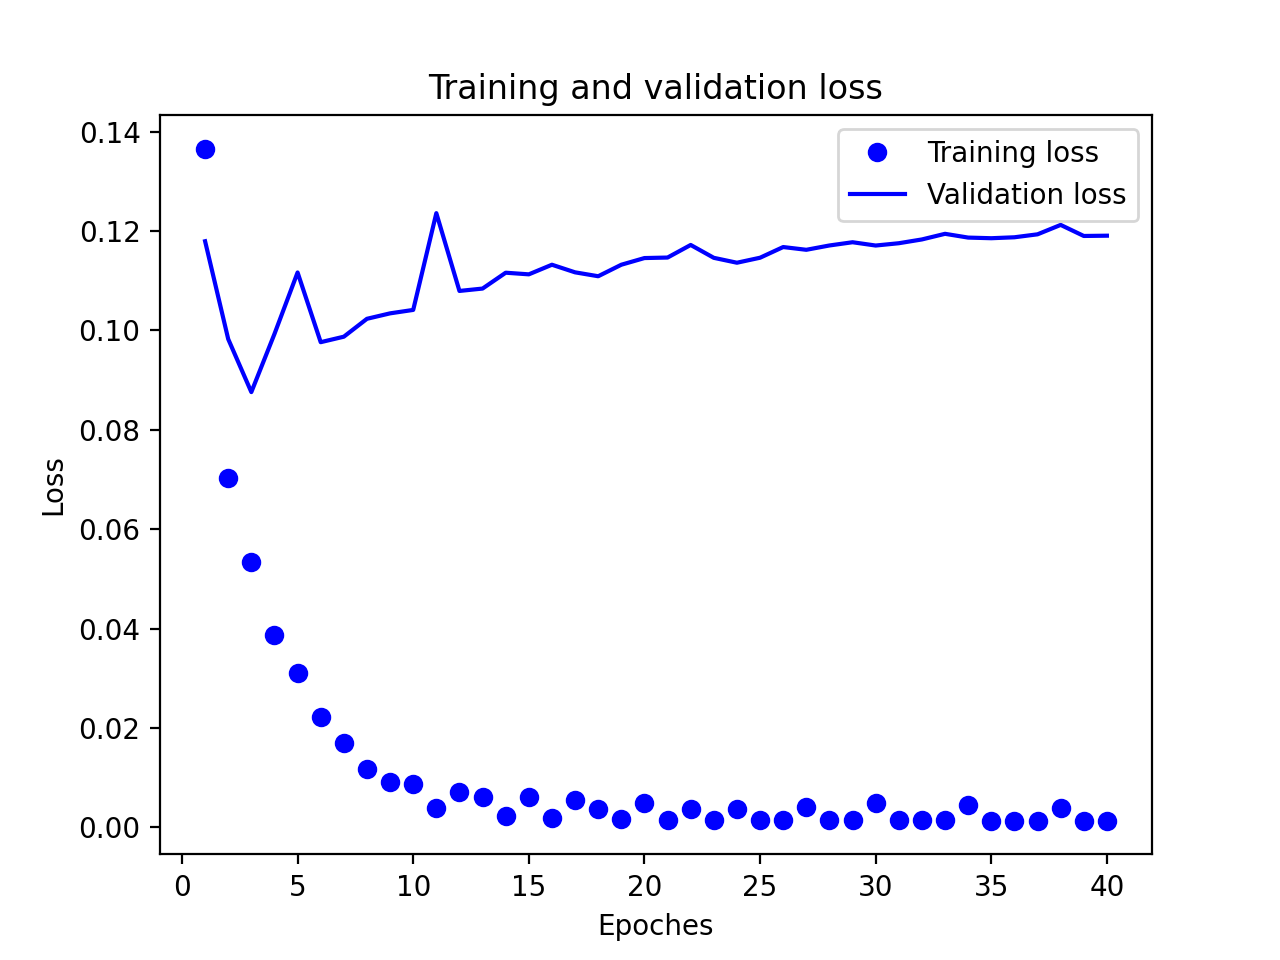 Training and validation loss
Training loss
Validation loss
0.14
0.12
0.10
0.08
0.06
0.04
0.02
0.00
Loss
0 5 10 15 20 25 30 35 40
Epoches